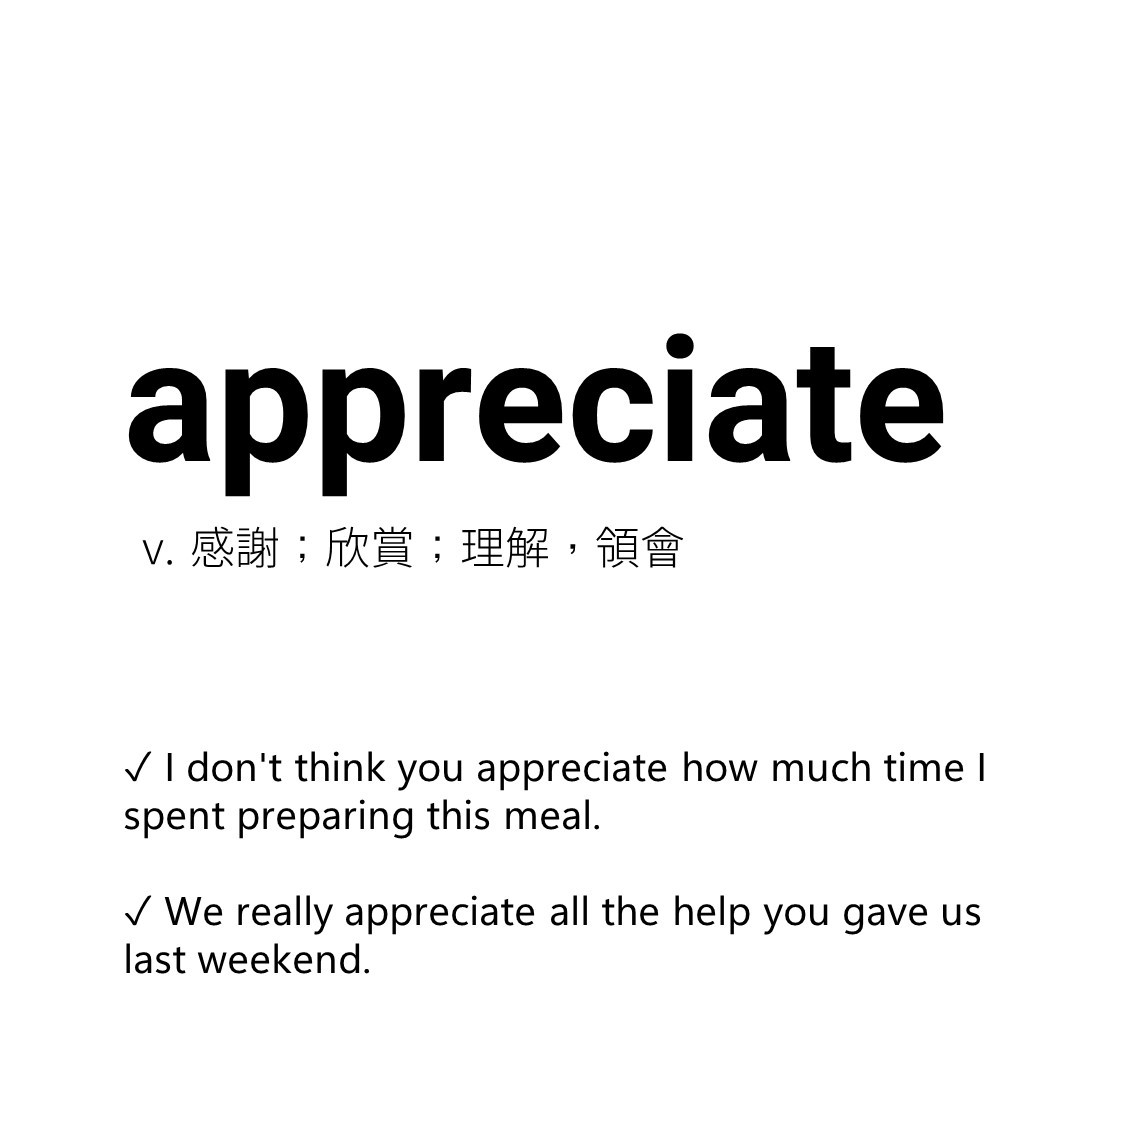 appreciate
v. 感謝；欣賞；理解，領會
✓ I don't think you appreciate how much time I
spent preparing this meal.
✓ We really appreciate all the help you gave us
last weekend.